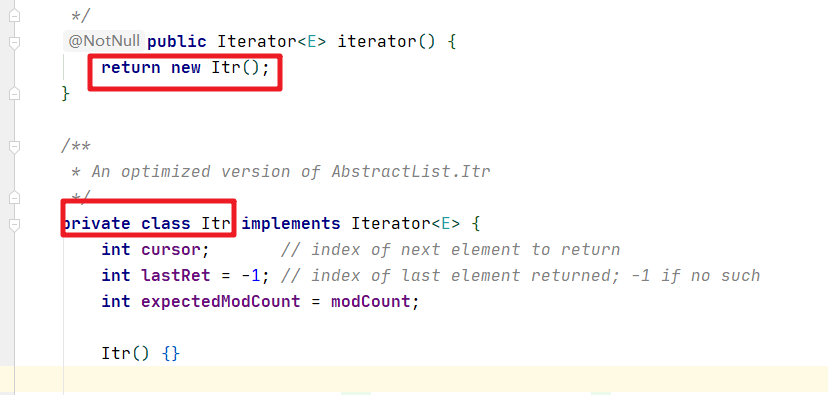 */
@NotNull public Iterator<E> iterator() {
return new Itr();
}
/**
* An optimized version of AbstractList.Itr
*/
private class Itr implements Iterator<E> {
int cursor;       // index of next element to return
int lastRet = -1; // index of last element returned; -1 if no such
int expectedModCount = modCount;
Itr() {}